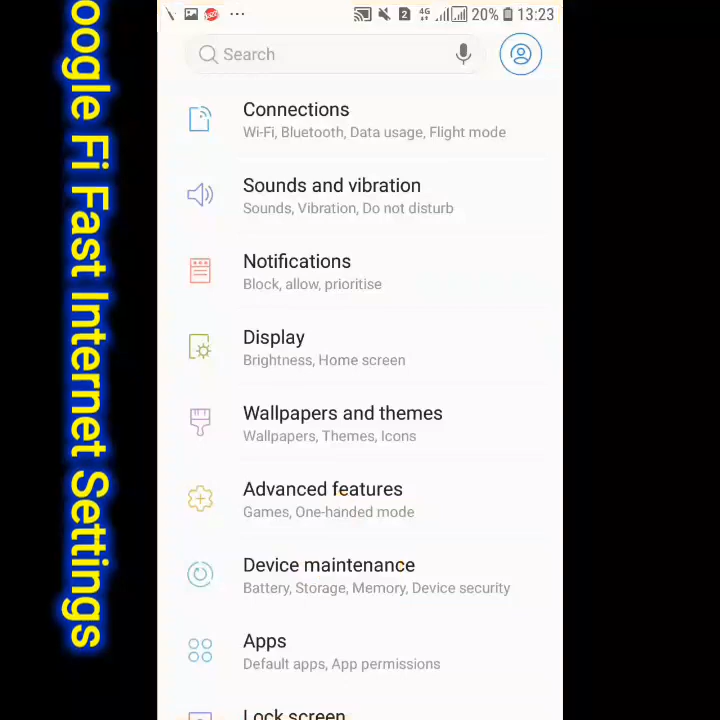 oogle Fi Fast Internet Settings
2 4G 20% 13:23
Search
Connections
Wi-Fi, Bluetooth, Data usage, Flight mode
Sounds and vibration
Sounds, Vibration, Do not disturb
Notifications
Block, allow, prioritise
Display
Brightness, Home screen
Wallpapers and themes
Wallpapers, Themes, Icons
Advanced features
Games, One-handed mode
Device maintenance
Battery, Storage, Memory, Device security
Apps
Default apps, App permissions
Lock screen